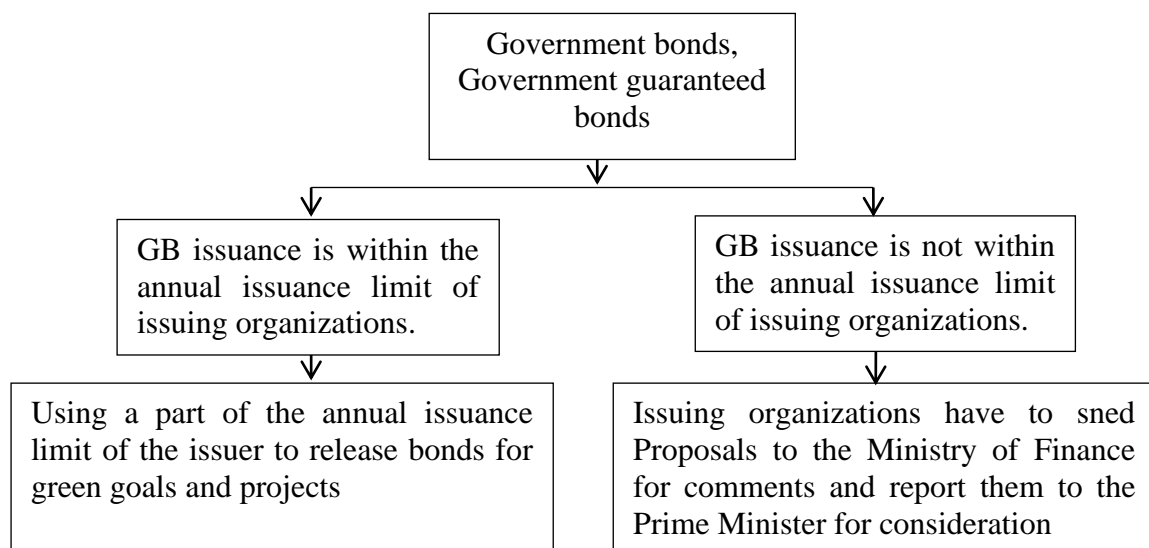 Government bonds,
Government guaranteed
bonds
GB issuance is within the
annual issuance limit of
issuing organizations.
GB issuance is not within
the annual issuance limit
of issuing organizations.
Using a part of the annual issuance
limit of the issuer to release bonds for
green goals and projects
Issuing organizations have to sned
Proposals to the Ministry of Finance
for comments and report them to the
Prime Minister for consideration